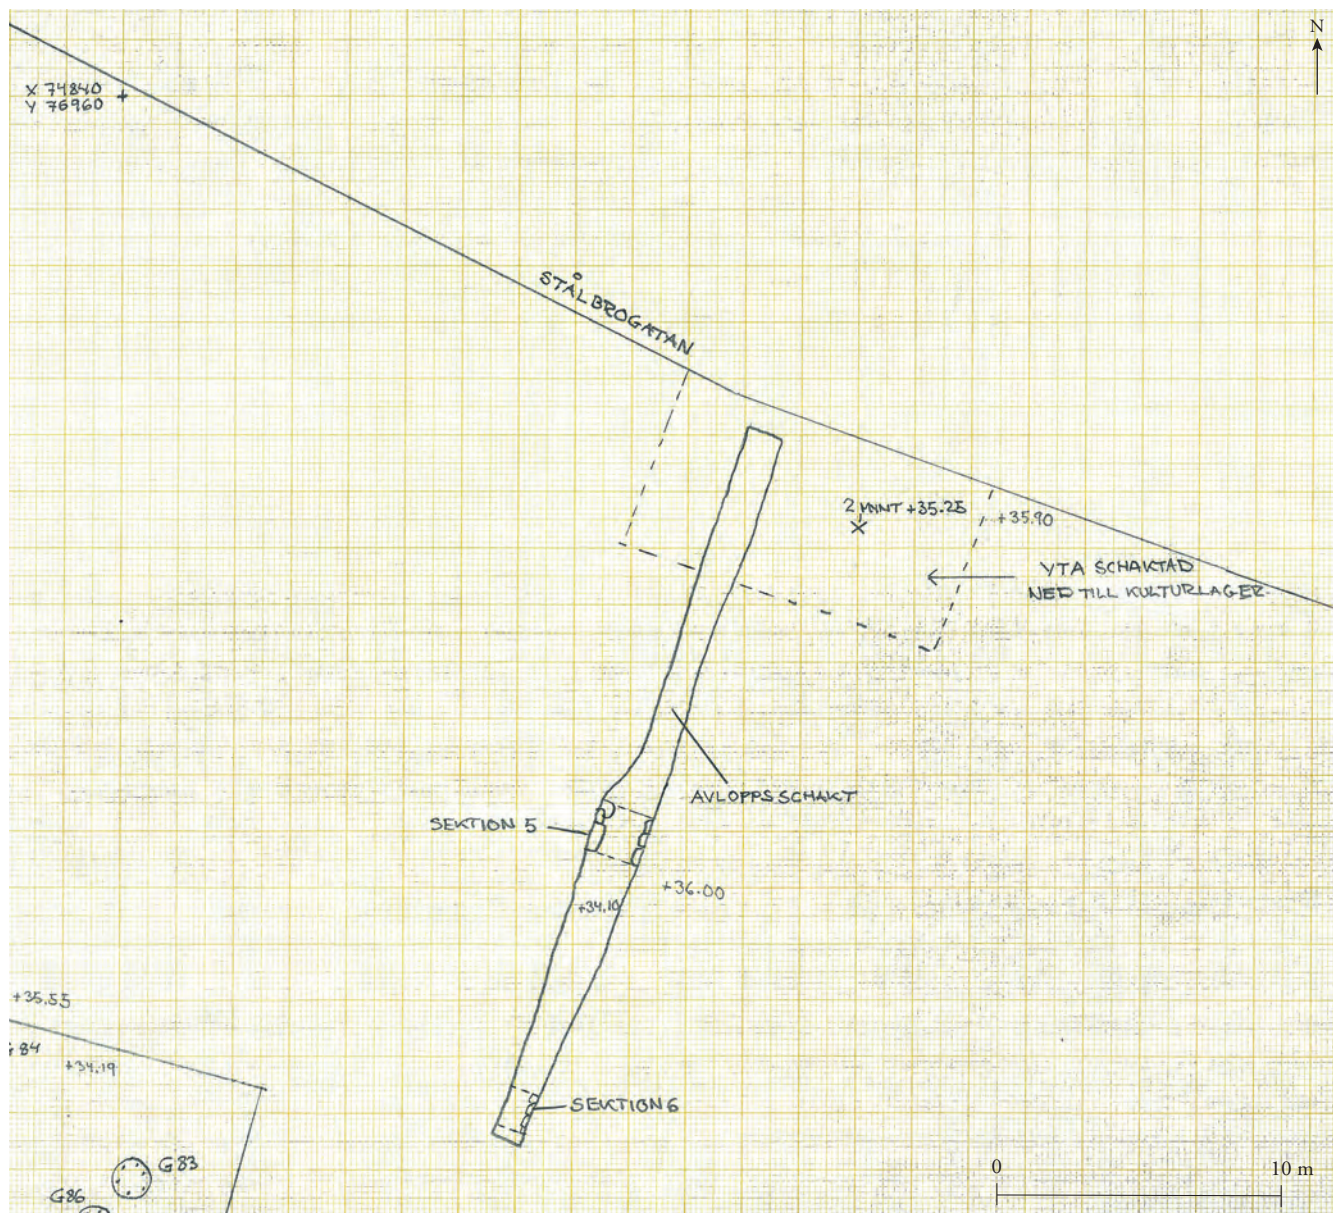 N
X 74840
Y 76960
STÅLBROGATAN
2 MYNT +35.25
+35.90
YTA SCHAKTAD
NED TILL KULTURLAGER.
AVLOPPSSCHAKT
SEKTION 5
+36.00
+34.10
+35.55
G 84
+34.19
SEKTION 6
G 83
G86
0
10 m